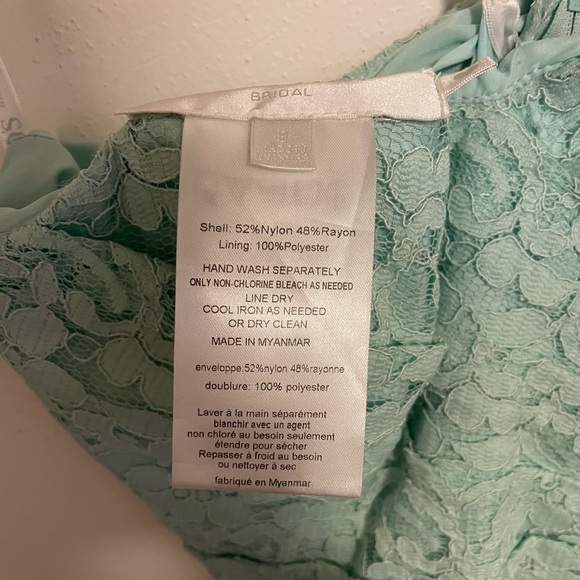 BRIDAL
Shell: 52%Nylon 48%Rayon
Lining: 100%Polyester
HAND WASH SEPARATELY
ONLY NON-CHLORINE BLEACH AS NEEDED
LINE DRY
COOL IRON AS NEEDED
OR DRY CLEAN
MADE IN MYANMAR
enveloppe:52%nylon 48%rayonne
doublure: 100% polyester
Laver à la main séparément
blanchir avec un agent
non chloré au besoin seulement
étendre pour sécher
Repasser à froid au besoin
ou nettoyer à sec
fabriqué en Myanmar